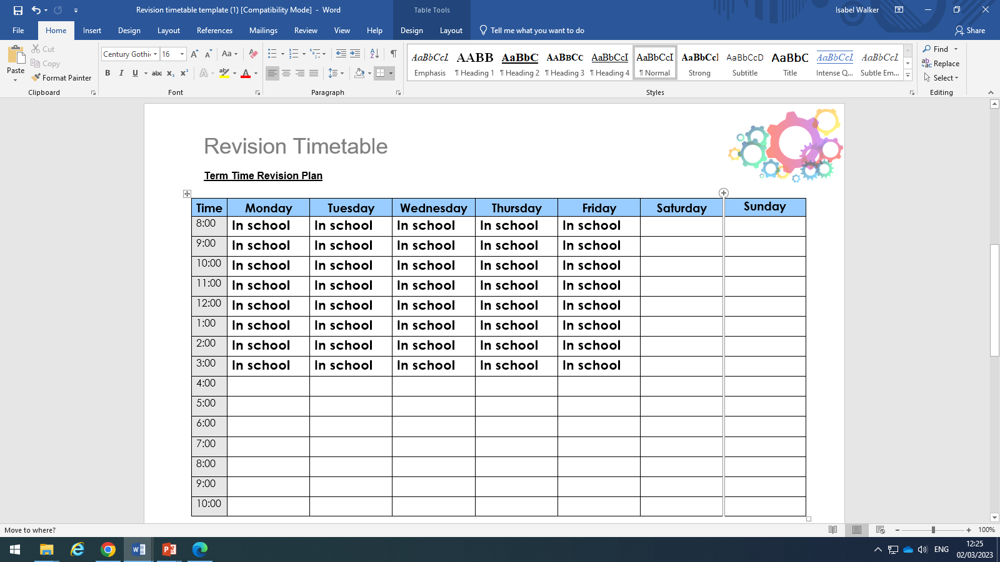 Revision timetable template (1) [Compatibility Mode] - Word
Table Tools
Isabel Walker
File Home Insert Design Layout References Mailings Review View Help Design Layout Tell me what you want to do Share
Paste
Cut
Copy
Format Painter
Clipboard
Century Gothi 16
Aa
B I U abc x₂ x²
Font
Paragraph
AaBbCcI AABB AaBbC AABBCC AaBbCcI AaBbCcI AaBbCcI AaBbCcD AaBbC AaBbCcI AaBbCcI
Emphasis ¶ Heading 1 ¶ Heading 2 ¶ Heading 3 ¶ Heading 4 ¶ Normal Strong Subtitle Title Intense Q... Subtle Em...
Styles
Find
Replace
Select
Editing
Revision Timetable
Term Time Revision Plan
Time Monday Tuesday Wednesday Thursday Friday Saturday Sunday
8:00 In school In school In school In school In school
9:00 In school In school In school In school In school
10:00 In school In school In school In school In school
11:00 In school In school In school In school In school
12:00 In school In school In school In school In school
1:00 In school In school In school In school In school
2:00 In school In school In school In school In school
3:00 In school In school In school In school In school
4:00
5:00
6:00
7:00
8:00
9:00
10:00
Move to where?
100%
ENG
12:25
02/03/2023